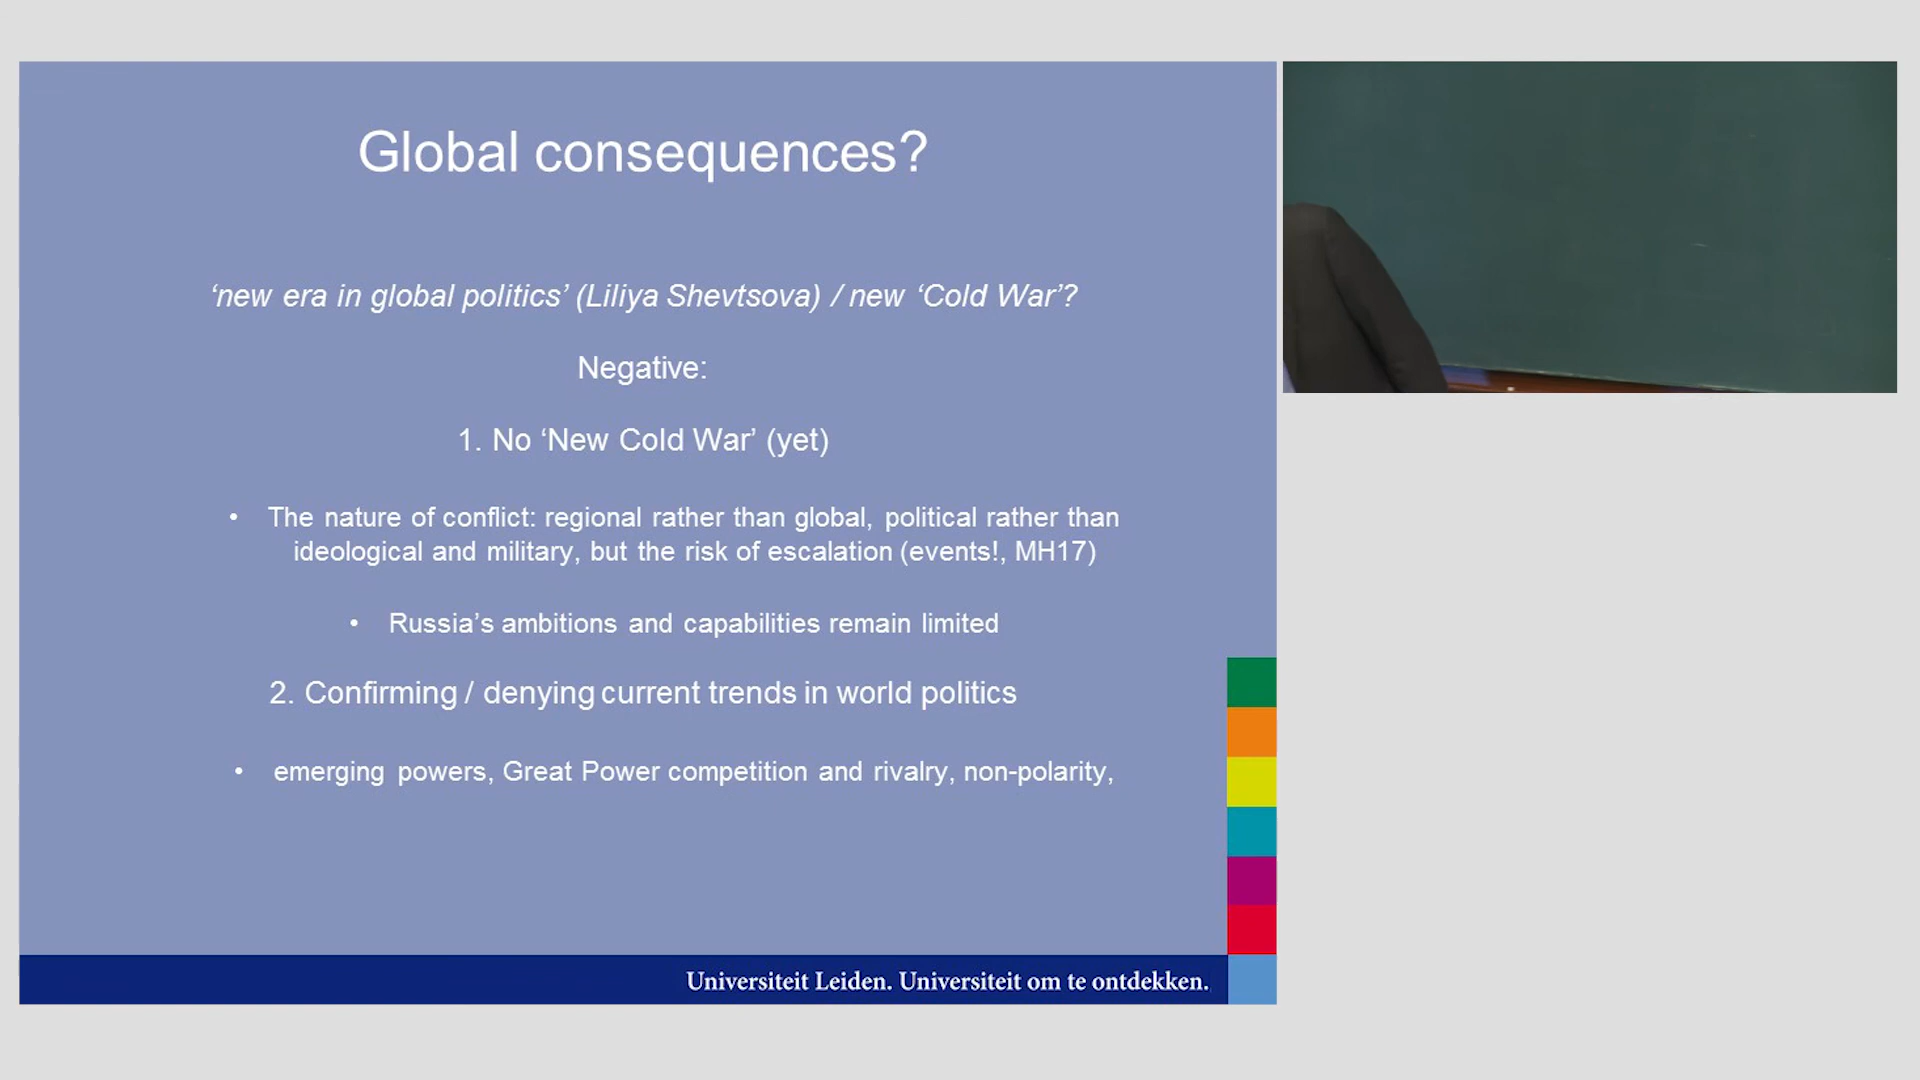 Global consequences?
‘new era in global politics’ (Liliya Shevtsova) / new ‘Cold War’?
Negative:
1. No ‘New Cold War’ (yet)
• The nature of conflict: regional rather than global, political rather than
ideological and military, but the risk of escalation (events!, MH17)
• Russia’s ambitions and capabilities remain limited
2. Confirming / denying current trends in world politics
• emerging powers, Great Power competition and rivalry, non-polarity,
Universiteit Leiden. Universiteit om te ontdekken.